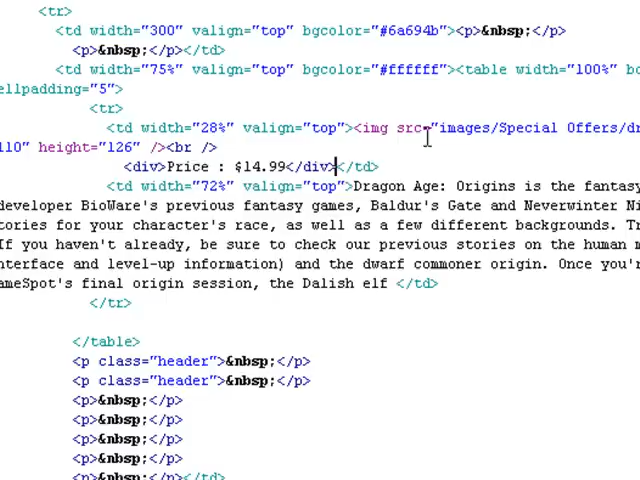 <tr>
<td width="300" valign="top" bgcolor="#6a694b"><p>&nbsp;</p>
<p>&nbsp;</p></td>
<td width="75%" valign="top" bgcolor="#ffffff"><table width="100%" bo
ellpadding="5">
<tr>
<td width="28%" valign="top"><img src="images/Special Offers/dr
110" height="126" /><br />
<div>Price : $14.99</div></td>
<td width="72%" valign="top">Dragon Age: Origins is the fantasy
developer BioWare's previous fantasy games, Baldur's Gate and Neverwinter Ni
tories for your character's race, as well as a few different backgrounds. Tr
If you haven't already, be sure to check our previous stories on the human m
nterface and level-up information) and the dwarf commoner origin. Once you'r
ameSpot's final origin session, the Dalish elf </td>
</tr>
</table>
<p class="header">&nbsp;</p>
<p class="header">&nbsp;</p>
<p>&nbsp;</p>
<p>&nbsp;</p>
<p>&nbsp;</p>
<p>&nbsp;</p>
<p>&nbsp;</p></td>